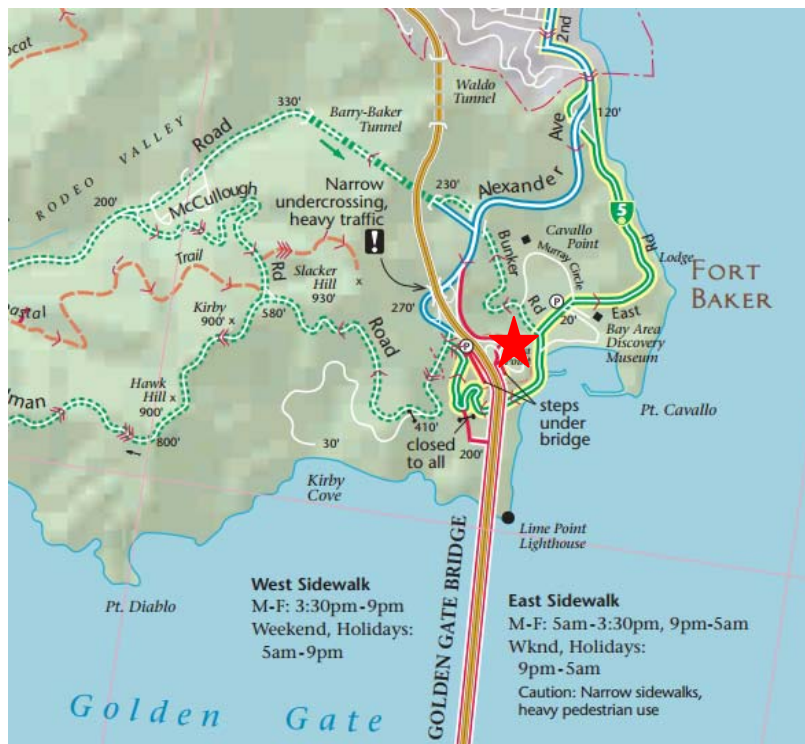 2nd
ocat
Waldo
Tunnel
330'
Barry-Baker
Tunnel
120'
Ave
RODEO VALLEY
Road
Narrow
undercrossing,
heavy traffic
!
230'
Alexander
5
200'
McCullough
Cavallo
Point
Bunker
Rd
Murray Circle
Rd
Lodge
FORT
BAKER
Trail
Rd
Slacker
Hill
930'
x
oastal
Kirby
900' x
580'
270'
P
20'
East
Road
P
Bay Area
Discovery
Museum
Hawk
Hill x
900'
lman
800'
410'
closed
to all
200'
steps
under
bridge
Pt. Cavallo
30'
Kirby
Cove
Lime Point
Lighthouse
Pt. Diablo
GOLDEN GATE BRIDGE
West Sidewalk
M-F: 3:30pm-9pm
Weekend, Holidays:
5am-9pm
East Sidewalk
M-F: 5am-3:30pm, 9pm-5am
Wknd, Holidays:
9pm-5am
Caution: Narrow sidewalks,
heavy pedestrian use
Golden Gate